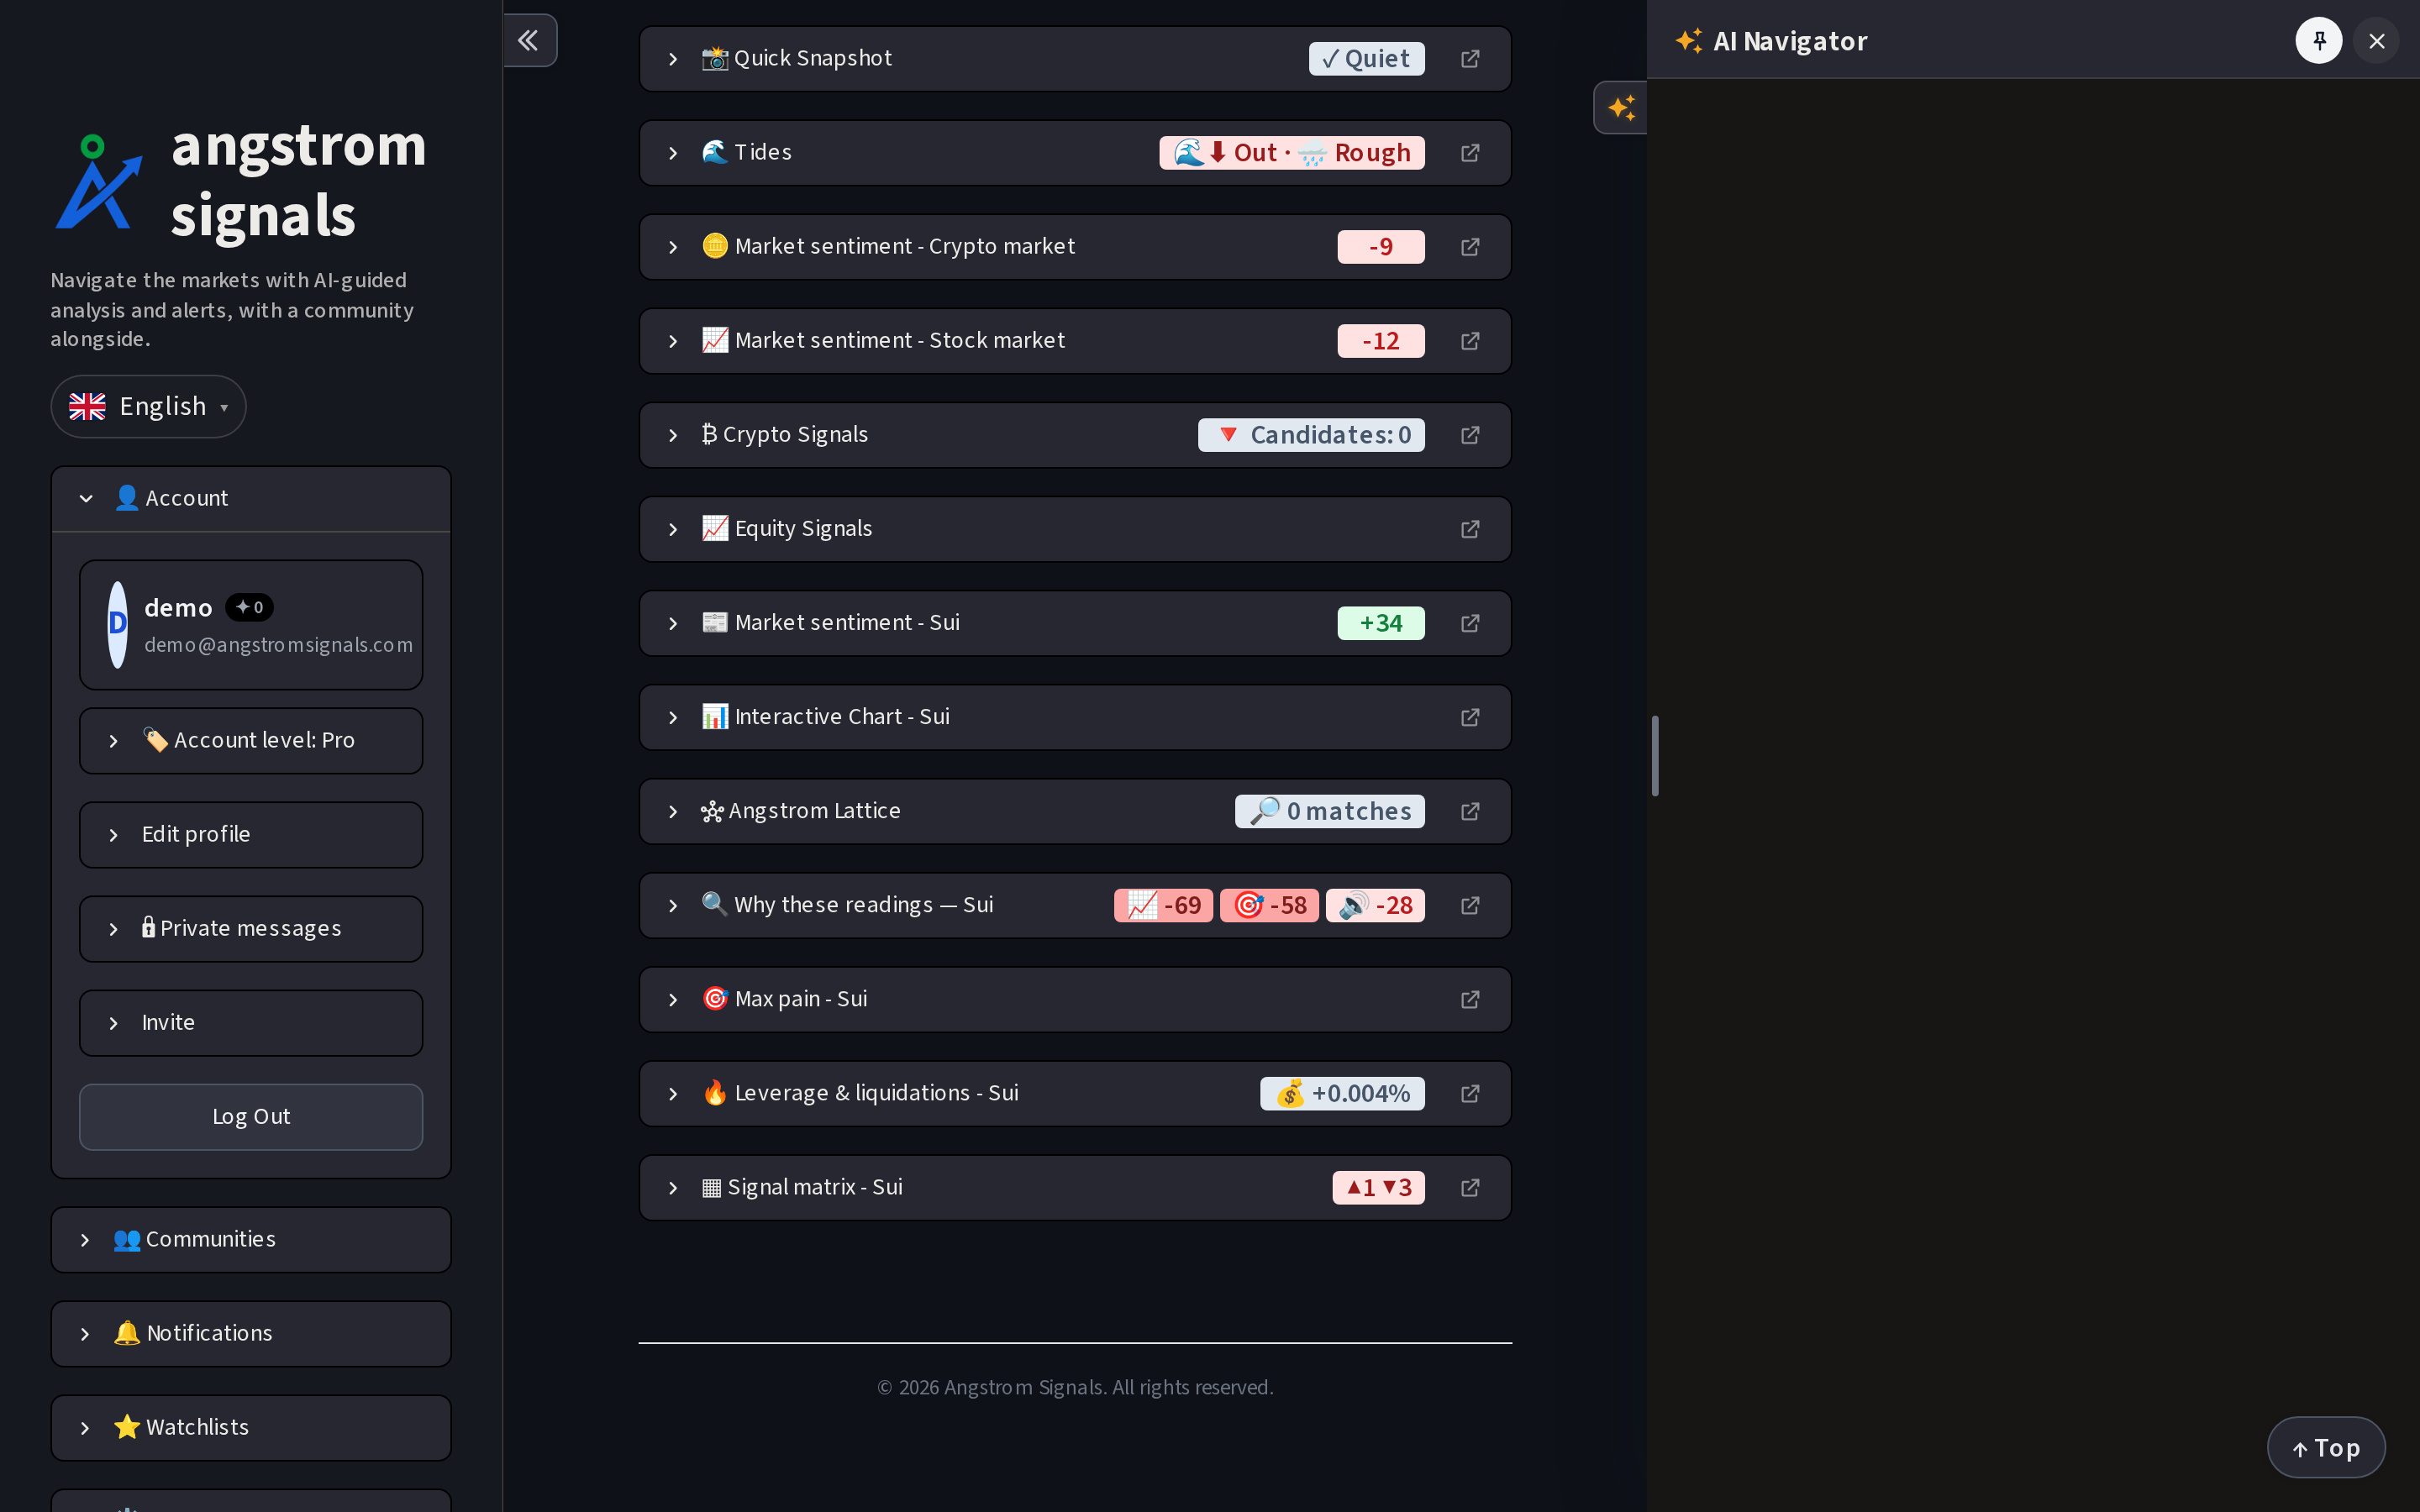 angstrom
signals
Navigate the markets with AI-guided
analysis and alerts, with a community
alongside.
English ▾
👤 Account
D
demo ✦ 0
demo@angstromsignals.com
🏷️ Account level: Pro
Edit profile
🔒 Private messages
Invite
Log Out
👥 Communities
🔔 Notifications
⭐ Watchlists
📸 Quick Snapshot ✓ Quiet
🌊 Tides 🌊⬇ Out · 🌧️ Rough
🪙 Market sentiment - Crypto market -9
📈 Market sentiment - Stock market -12
₿ Crypto Signals 🔻 Candidates: 0
📈 Equity Signals
📰 Market sentiment - Sui +34
📊 Interactive Chart - Sui
Angstrom Lattice 🔎 0 matches
🔍 Why these readings — Sui 📈 -69 🎯 -58 🔊 -28
🎯 Max pain - Sui
🔥 Leverage & liquidations - Sui 💰 +0.004%
▦ Signal matrix - Sui ▲1 ▼3
© 2026 Angstrom Signals. All rights reserved.
AI Navigator
↑ Top